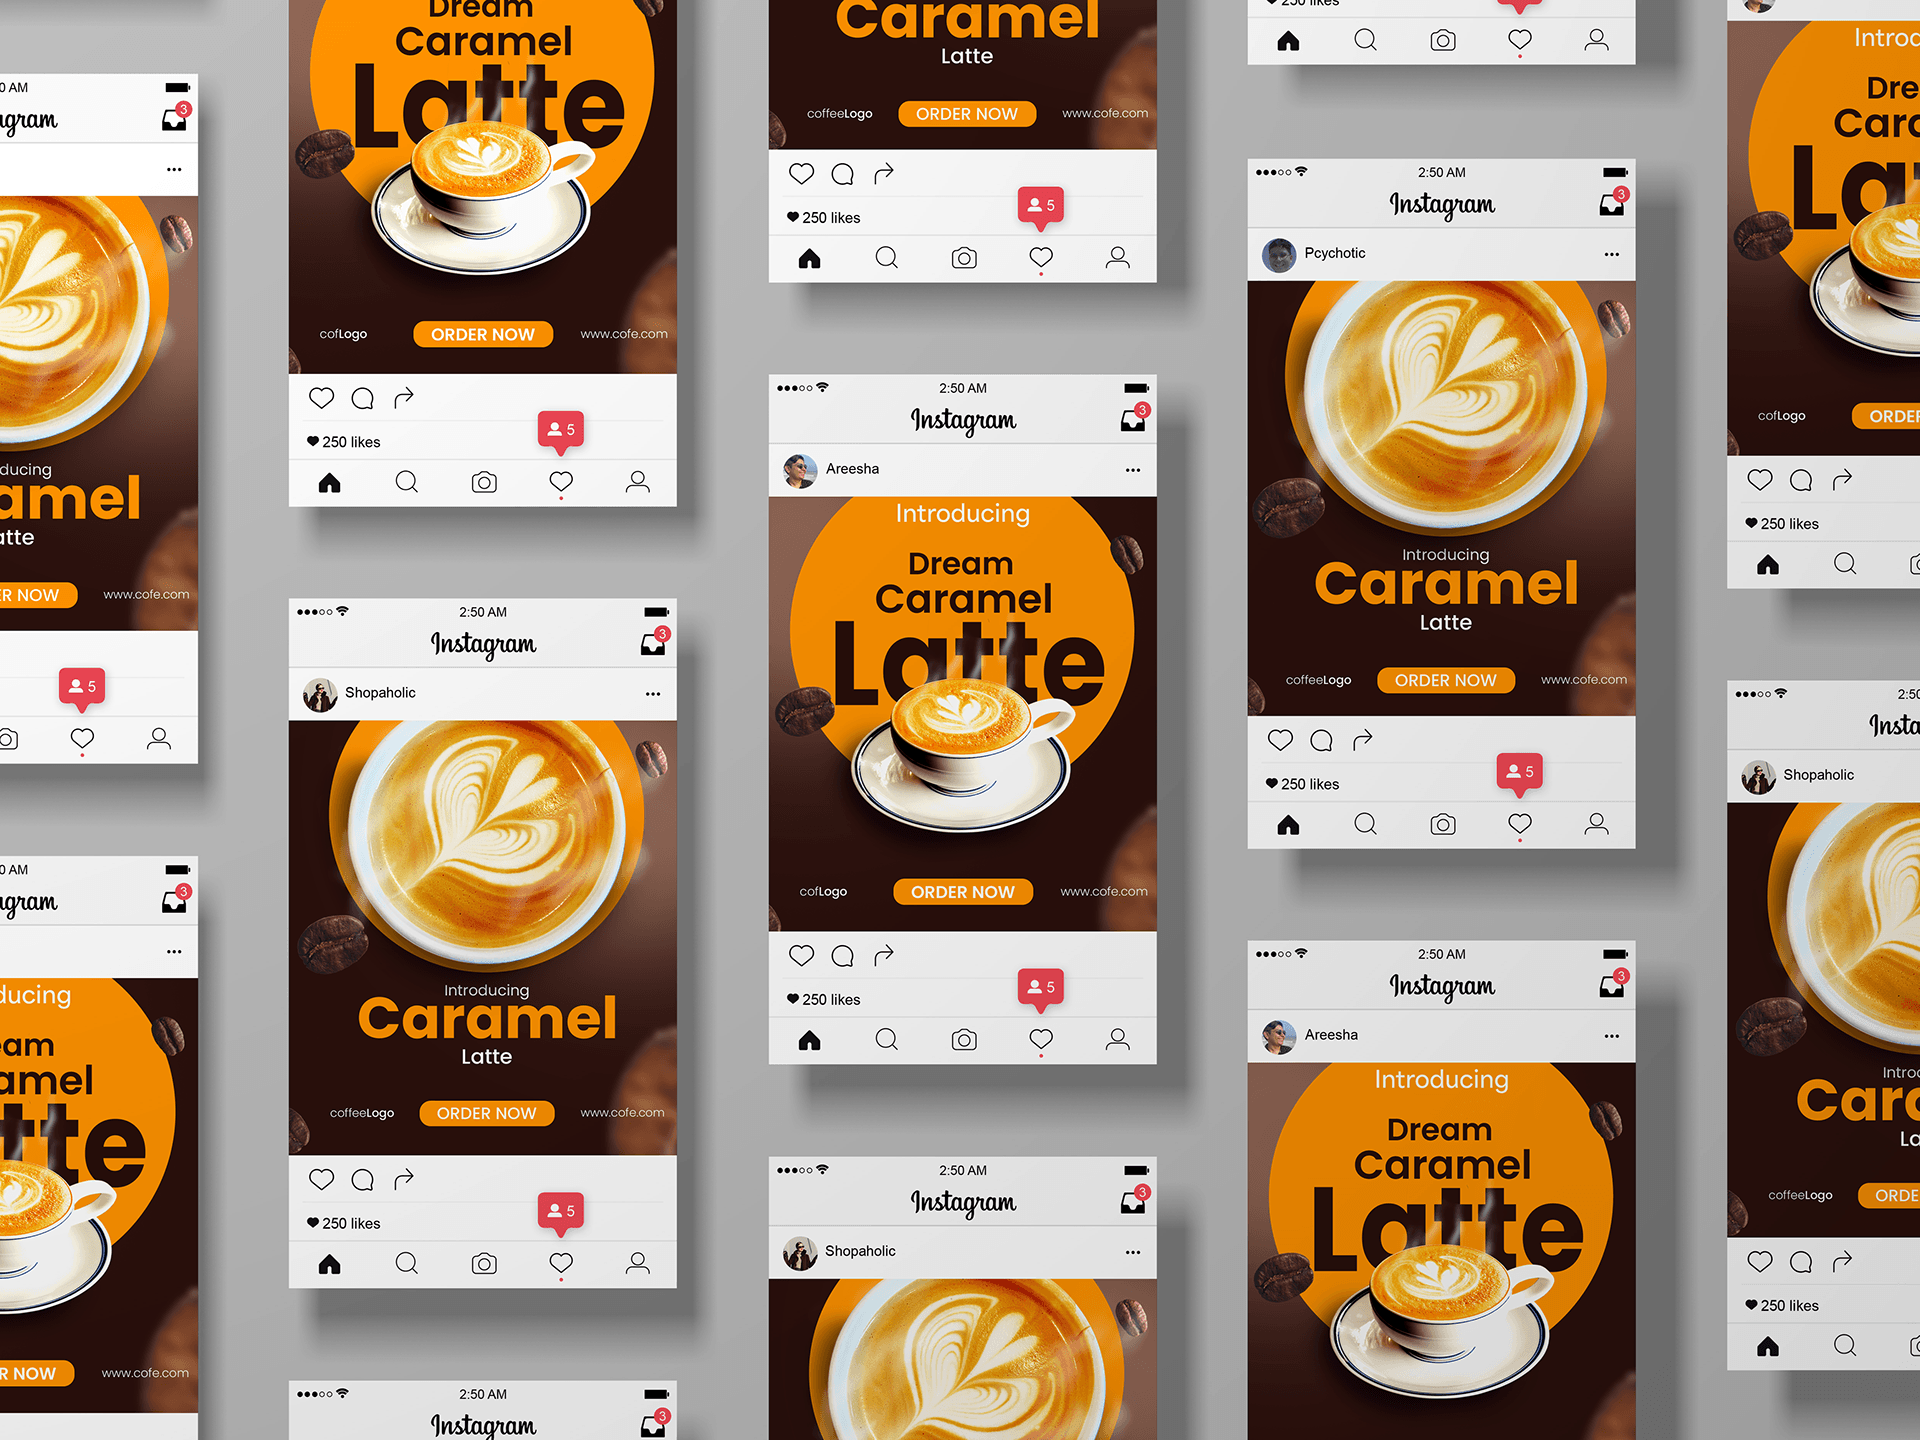 0 AM
agram
3
ducing
amel
atte
R NOW
www.cofe.com
5
0 AM
agram
3
ducing
eam
amel
tte
R NOW
www.cofe.com
Dream
Caramel
Latte
cofLogo
ORDER NOW
www.cofe.com
250 likes
5
2:50 AM
Instagram
3
Shopaholic
Introducing
Caramel
Latte
coffeeLogo
ORDER NOW
www.cofe.com
250 likes
5
2:50 AM
Instagram
3
Caramel
Latte
coffeeLogo
ORDER NOW
www.cofe.com
250 likes
5
2:50 AM
Instagram
3
Areesha
Introducing
Dream
Caramel
Latte
cofLogo
ORDER NOW
www.cofe.com
250 likes
5
2:50 AM
Instagram
3
Shopaholic
250 likes
2:50 AM
Instagram
3
Pcychotic
Introducing
Caramel
Latte
coffeeLogo
ORDER NOW
www.cofe.com
250 likes
5
2:50 AM
Instagram
3
Areesha
Introducing
Dream
Caramel
Latte
Introd
Dre
Cara
La
cofLogo
ORDER
250 likes
2:50
Insta
Shopaholic
Introd
Cara
La
coffeeLogo
ORDE
250 likes